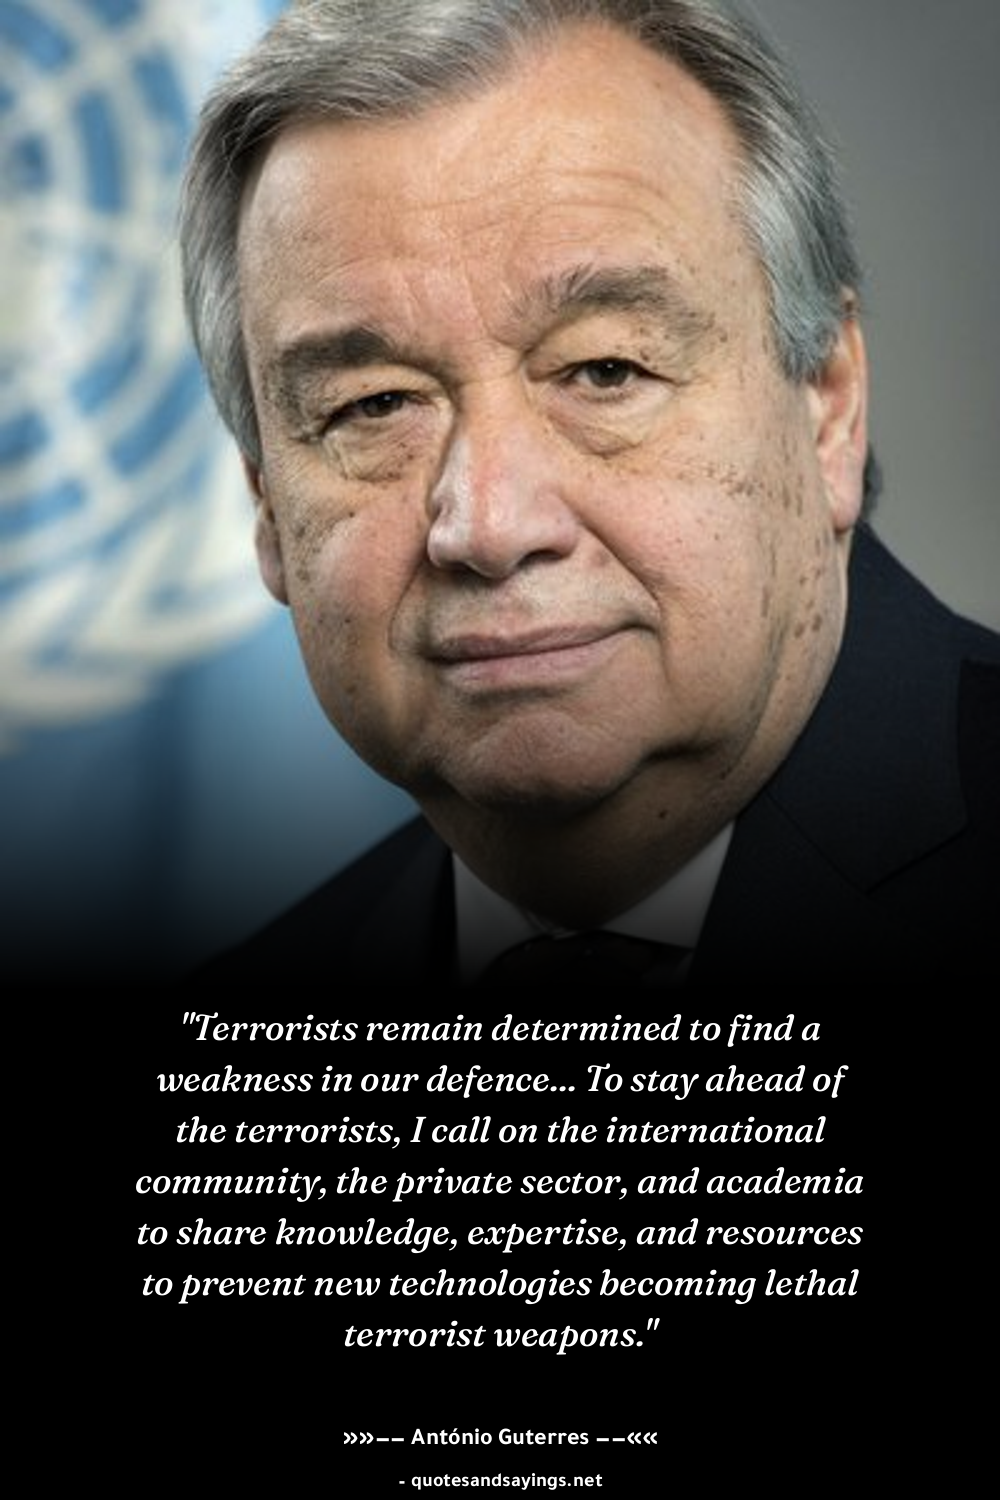 "Terrorists remain determined to find a
weakness in our defence... To stay ahead of
the terrorists, I call on the international
community, the private sector, and academia
to share knowledge, expertise, and resources
to prevent new technologies becoming lethal
terrorist weapons."
»»–– António Guterres ––««
- quotesandsayings.net